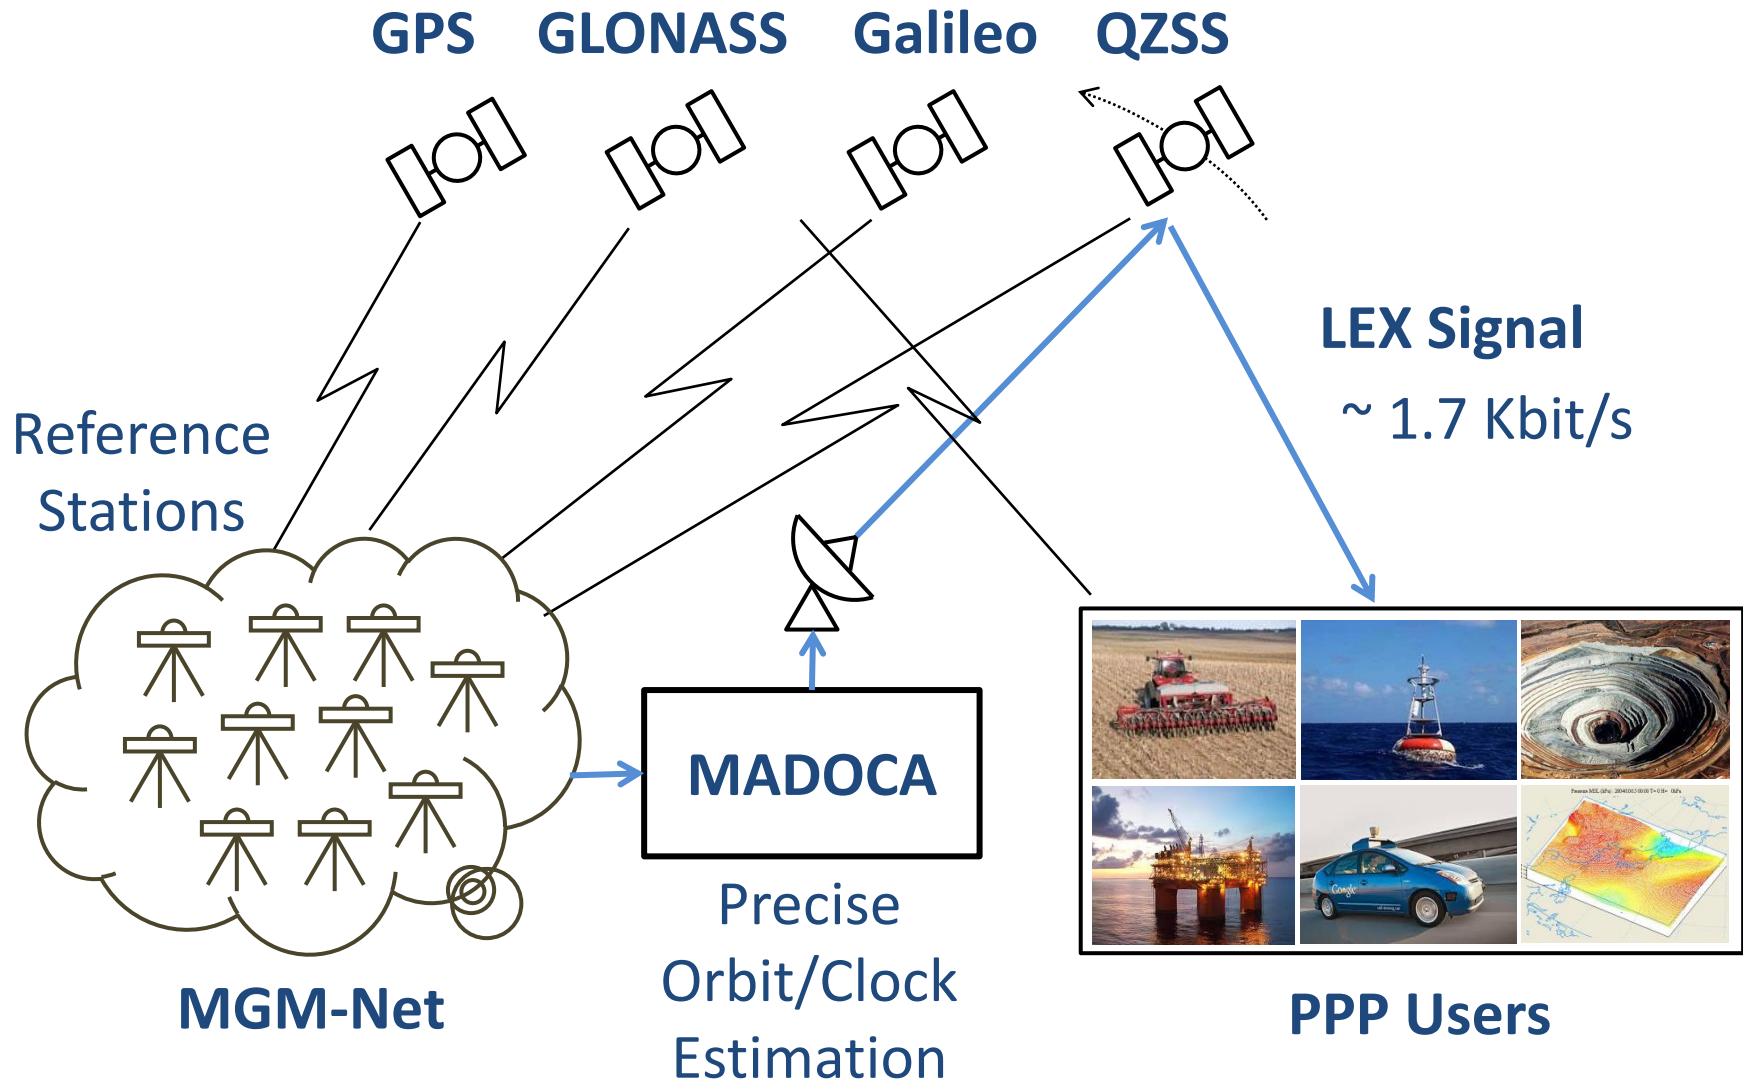 GPS GLONASS Galileo QZSS
LEX Signal
~ 1.7 Kbit/s
Reference
Stations
MADOCA
Precise
Orbit/Clock
Estimation
MGM-Net
Google
PPP Users